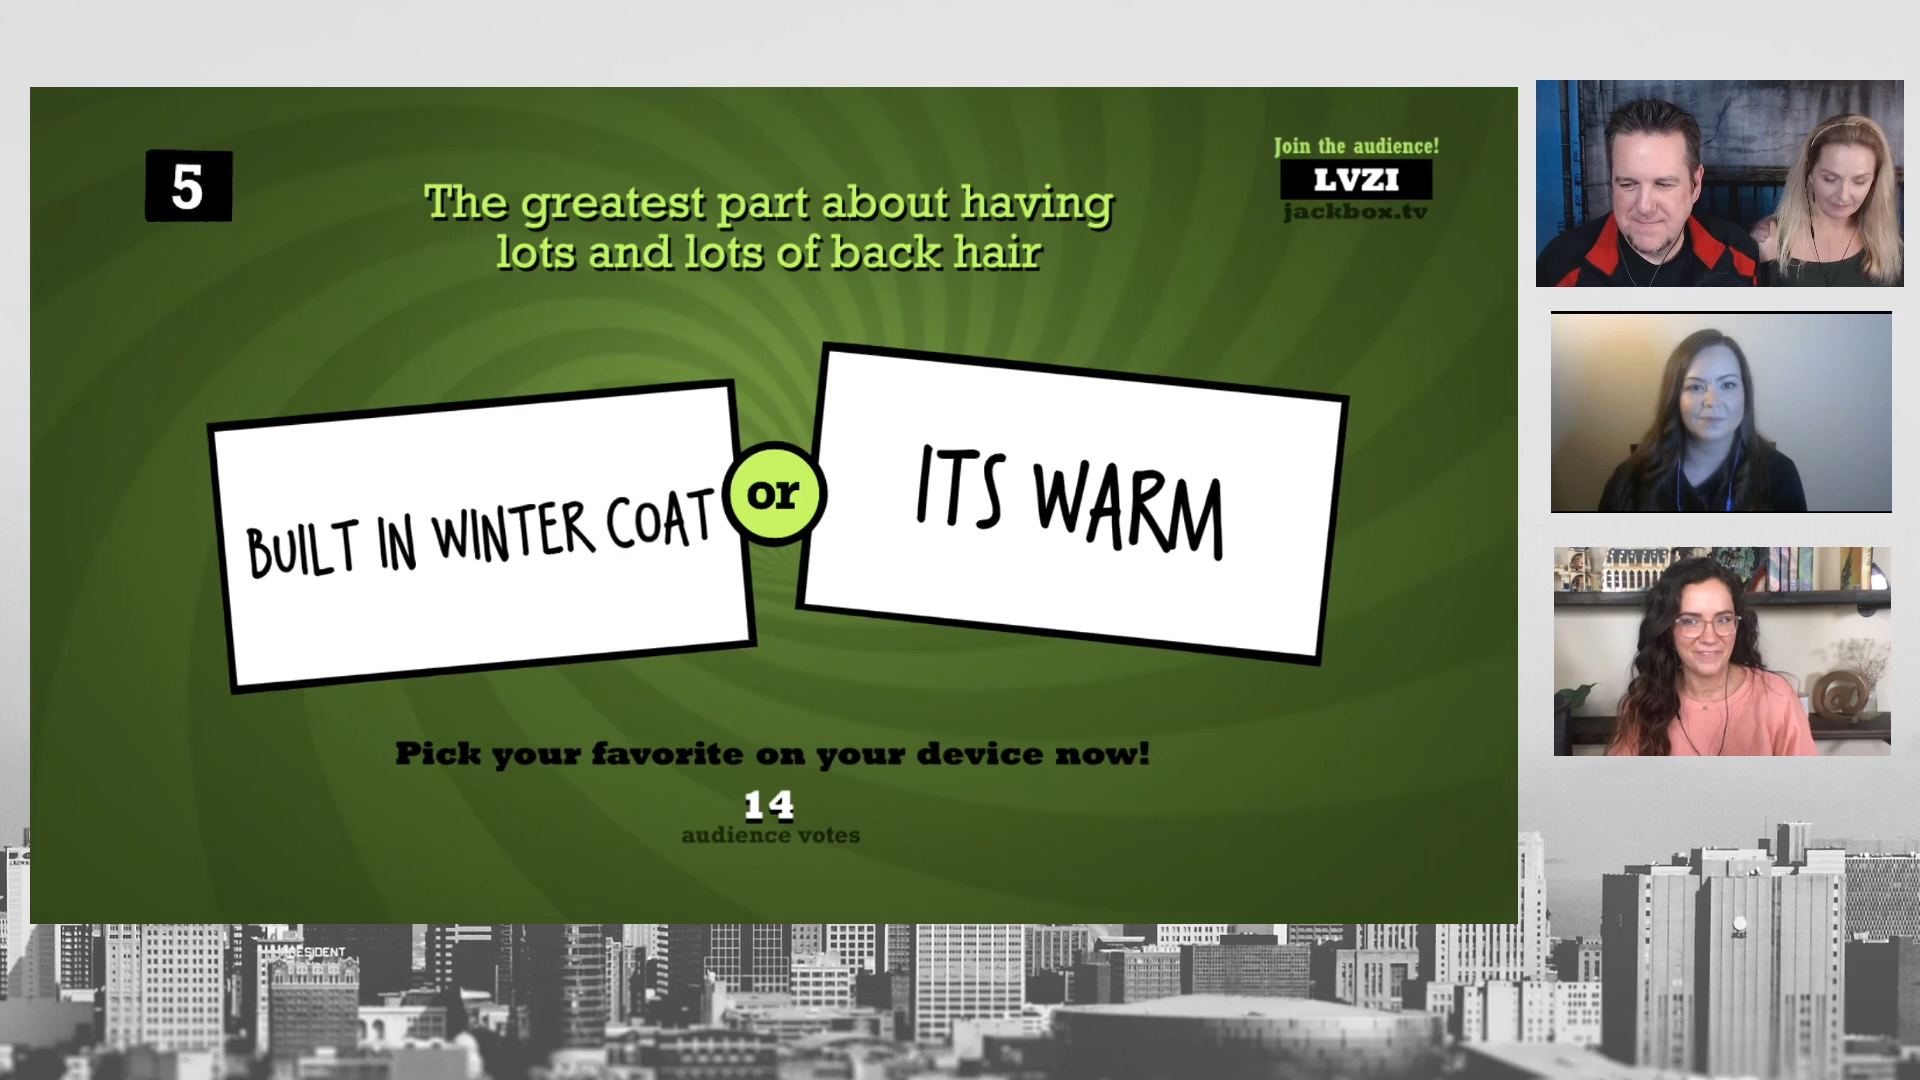 5
Join the audience!
LVZI
jackbox.tv
The greatest part about having
lots and lots of back hair
BUILT IN WINTER COAT
or
ITS WARM
Pick your favorite on your device now!
14
audience votes
PRESIDENT
@